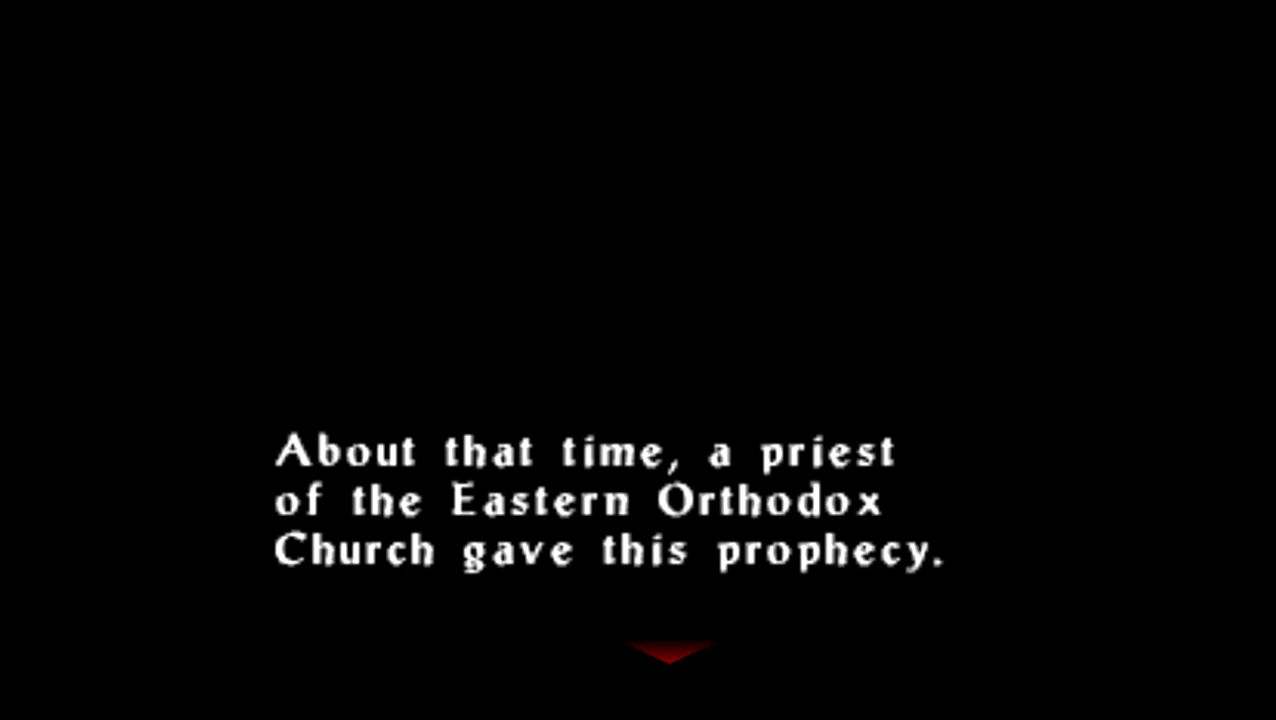 About that time, a priest
of the Eastern Orthodox
Church gave this prophecy.